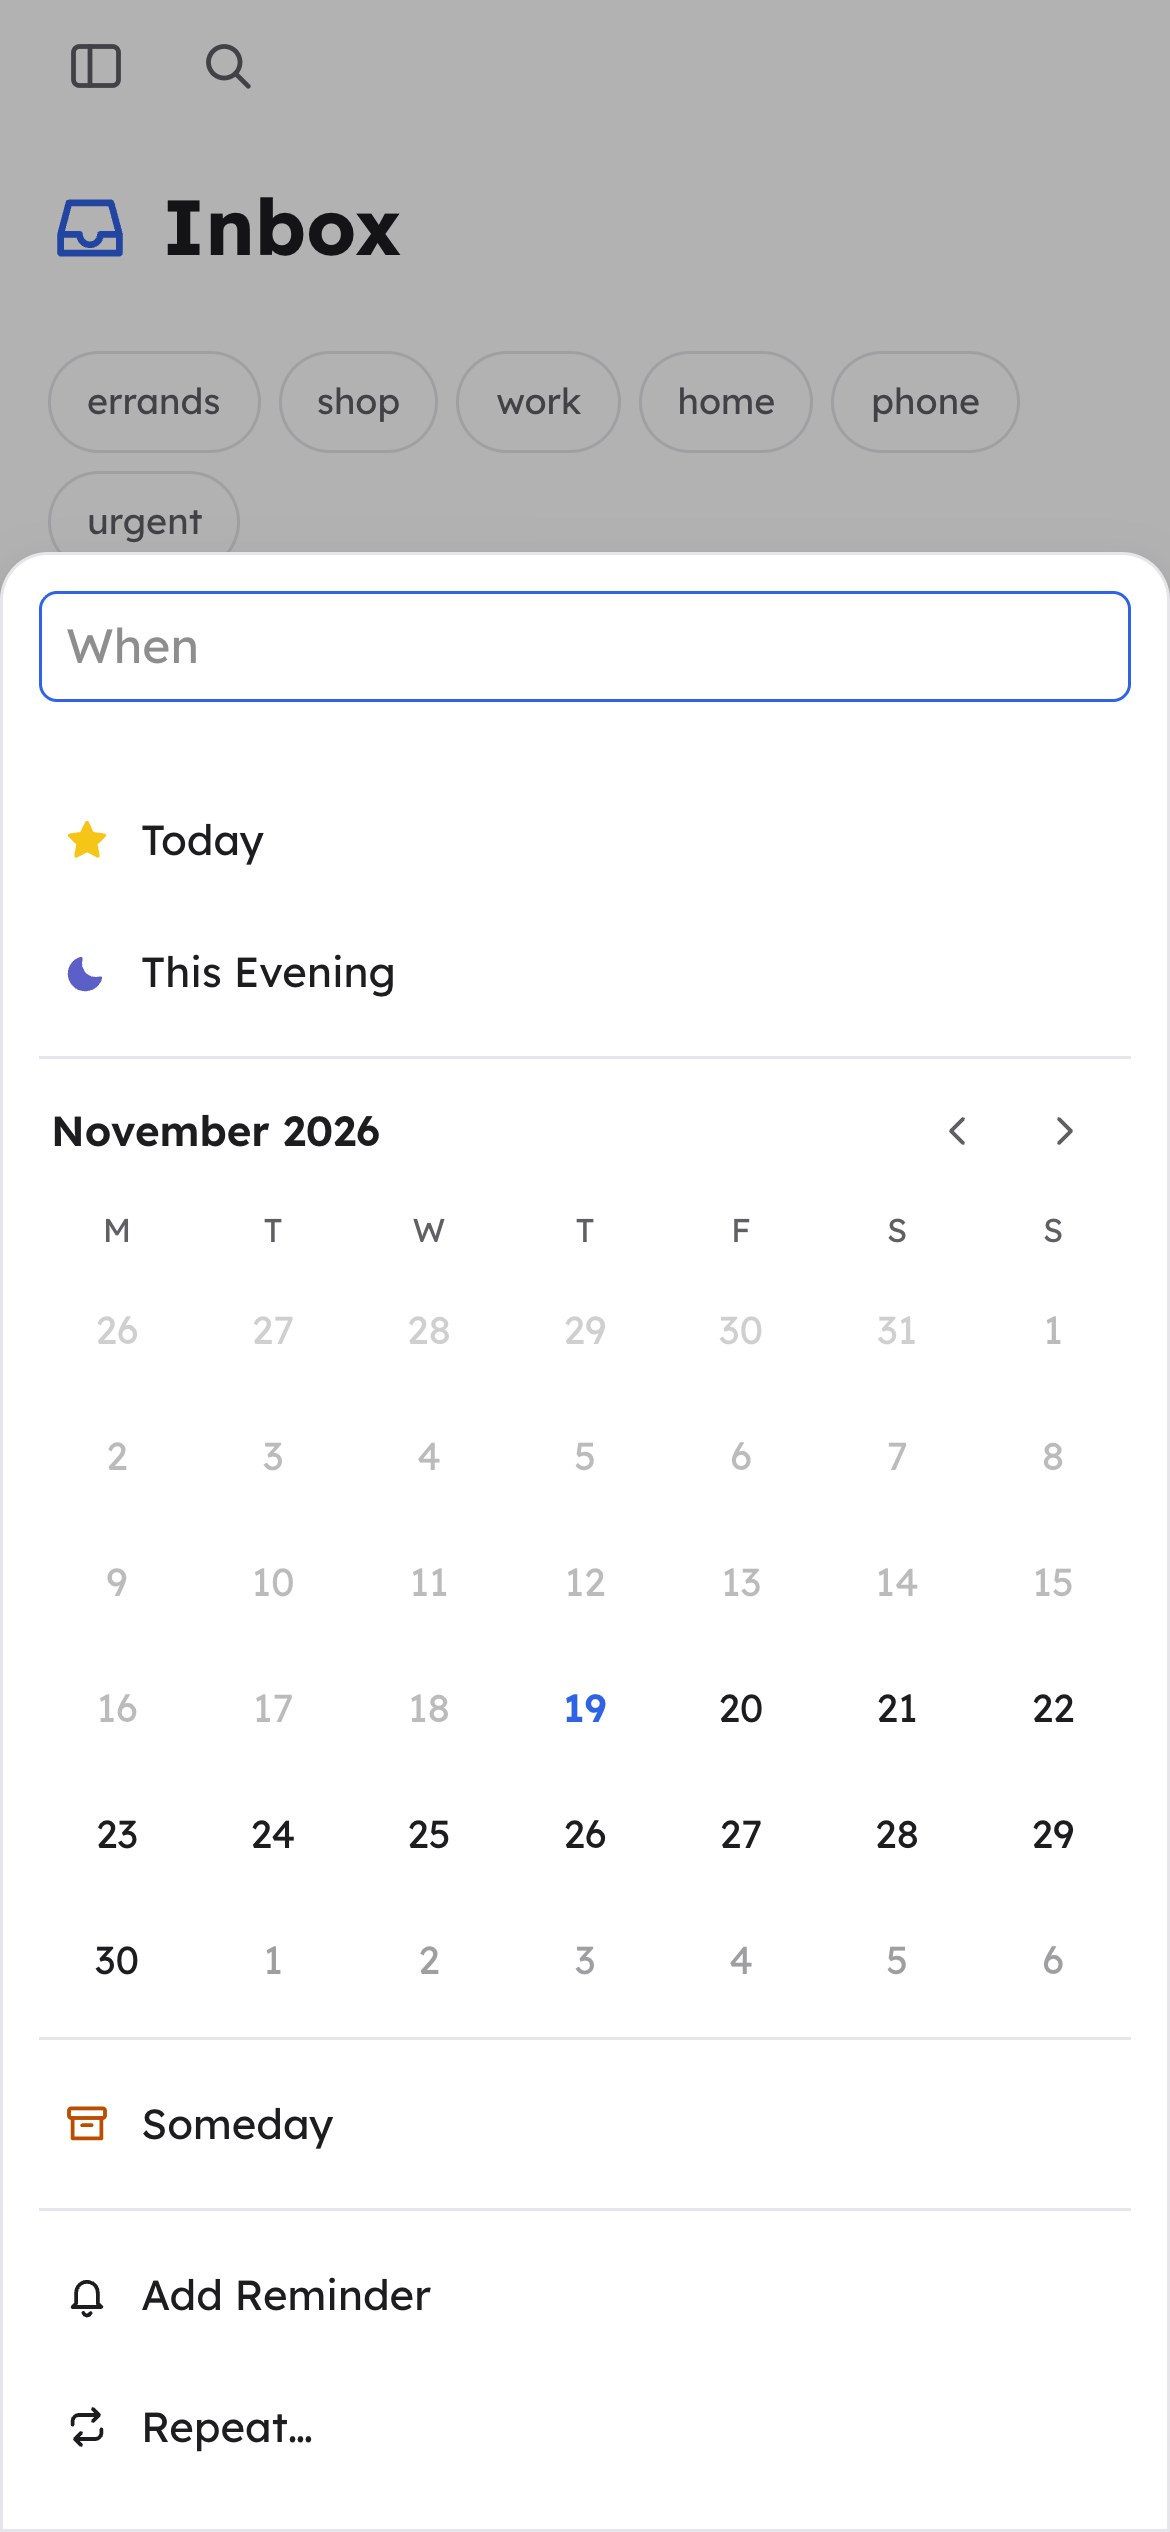 Inbox
errands shop work home phone
urgent
When
Today
This Evening
November 2026
M T W T F S S
26 27 28 29 30 31 1
2 3 4 5 6 7 8
9 10 11 12 13 14 15
16 17 18 19 20 21 22
23 24 25 26 27 28 29
30 1 2 3 4 5 6
Someday
Add Reminder
Repeat...